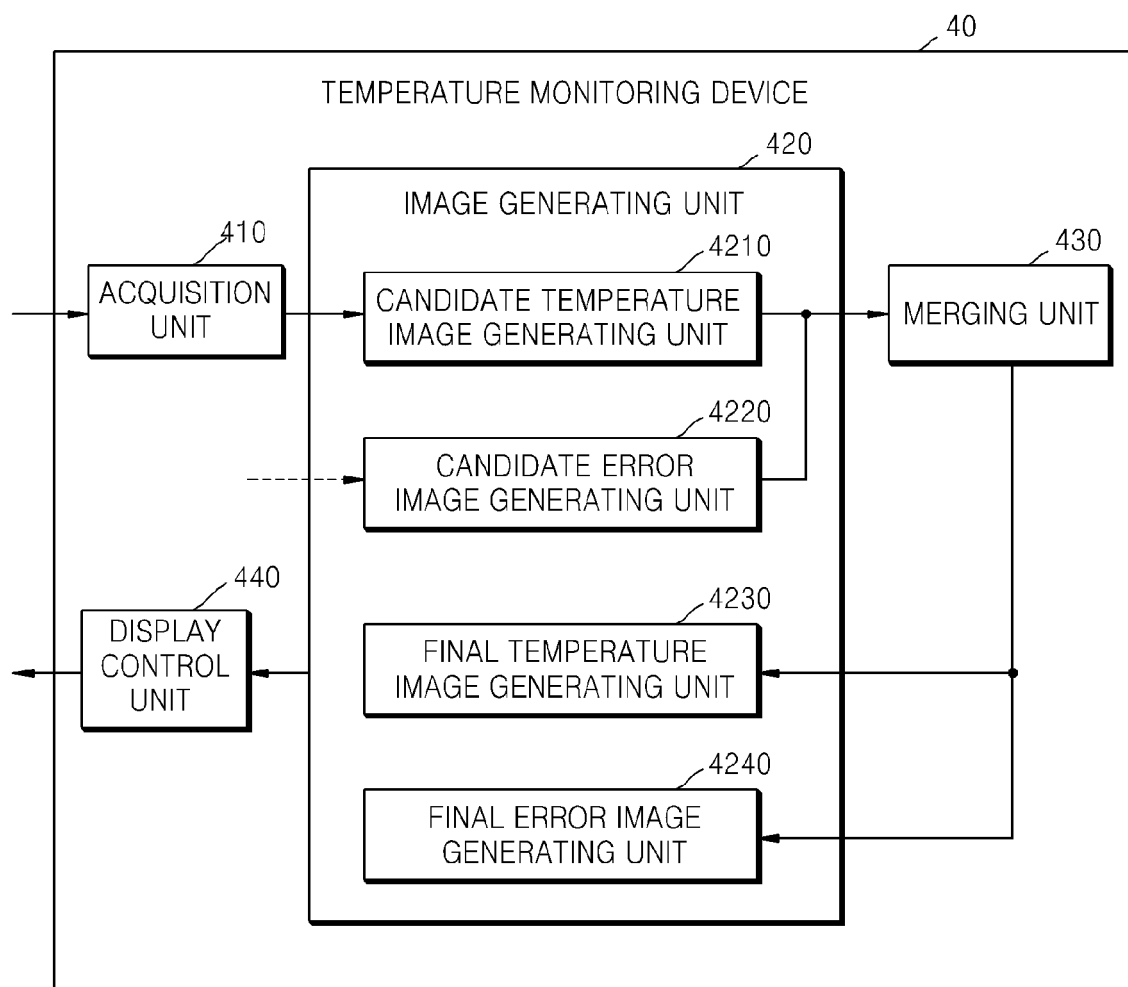 40
TEMPERATURE MONITORING DEVICE
420
IMAGE GENERATING UNIT
410
ACQUISITION
UNIT
4210
CANDIDATE TEMPERATURE
IMAGE GENERATING UNIT
430
MERGING UNIT
4220
CANDIDATE ERROR
IMAGE GENERATING UNIT
440
DISPLAY
CONTROL
UNIT
4230
FINAL TEMPERATURE
IMAGE GENERATING UNIT
4240
FINAL ERROR IMAGE
GENERATING UNIT